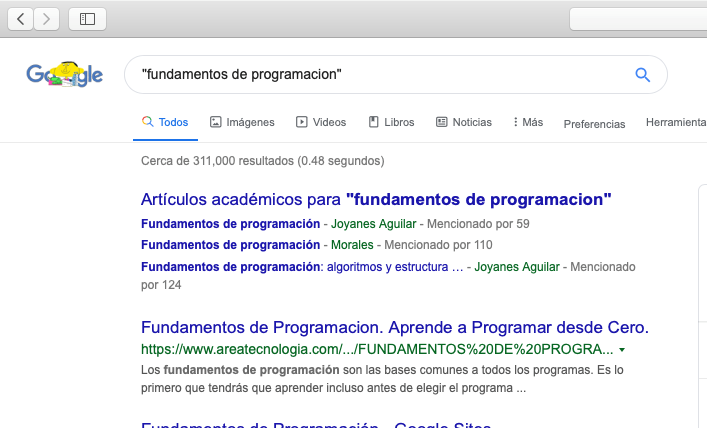 Google
"fundamentos de programacion"
Todos Imágenes Videos Libros Noticias Más Preferencias Herramienta
Cerca de 311,000 resultados (0.48 segundos)
Artículos académicos para "fundamentos de programacion"
Fundamentos de programación - Joyanes Aguilar - Mencionado por 59
Fundamentos de programación - Morales - Mencionado por 110
Fundamentos de programación: algoritmos y estructura ... - Joyanes Aguilar - Mencionado
por 124
Fundamentos de Programacion. Aprende a Programar desde Cero.
https://www.areatecnologia.com/.../FUNDAMENTOS%20DE%20PROGRA...
Los fundamentos de programación son las bases comunes a todos los programas. Es lo
primero que tendrás que aprender incluso antes de elegir el programa ...
Fundamentos de Programación - Google Sites